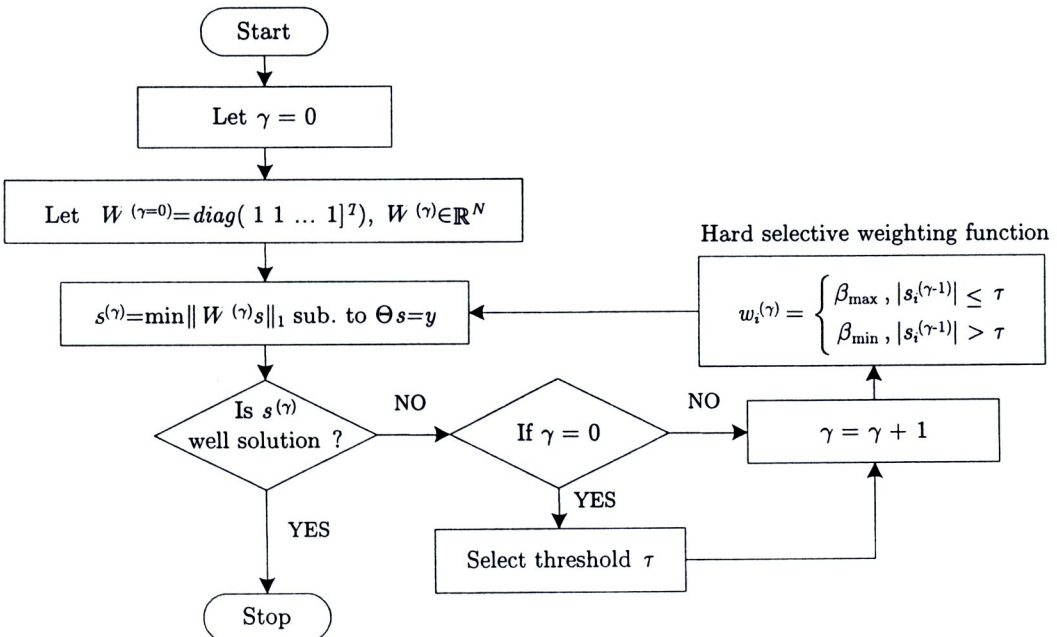 Start
Let γ = 0
Let W^(γ=0)=diag( 1 1 ... 1]^T), W^(γ)∈ℝ^N
Hard selective weighting function
s^(γ)=min‖ W^(γ)s‖₁ sub. to Θs=y
w_i^(γ) = { β_max , |s_i^(γ-1)| ≤ τ
β_min , |s_i^(γ-1)| > τ
Is s^(γ)
well solution ?
NO
If γ = 0
NO
γ = γ + 1
YES
YES
Select threshold τ
Stop